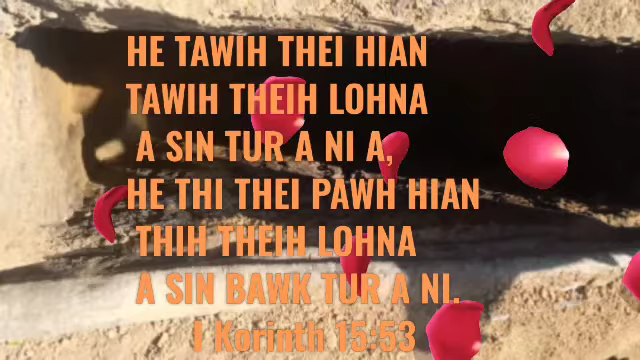 HE TAWIH THEI HIAN
TAWIH THEIH LOHNA
A SIN TUR A NI A,
HE THI THEI PAWH HIAN
THIH THEIH LOHNA
A SIN BAWK TUR A NI.
I Korinth 15:53